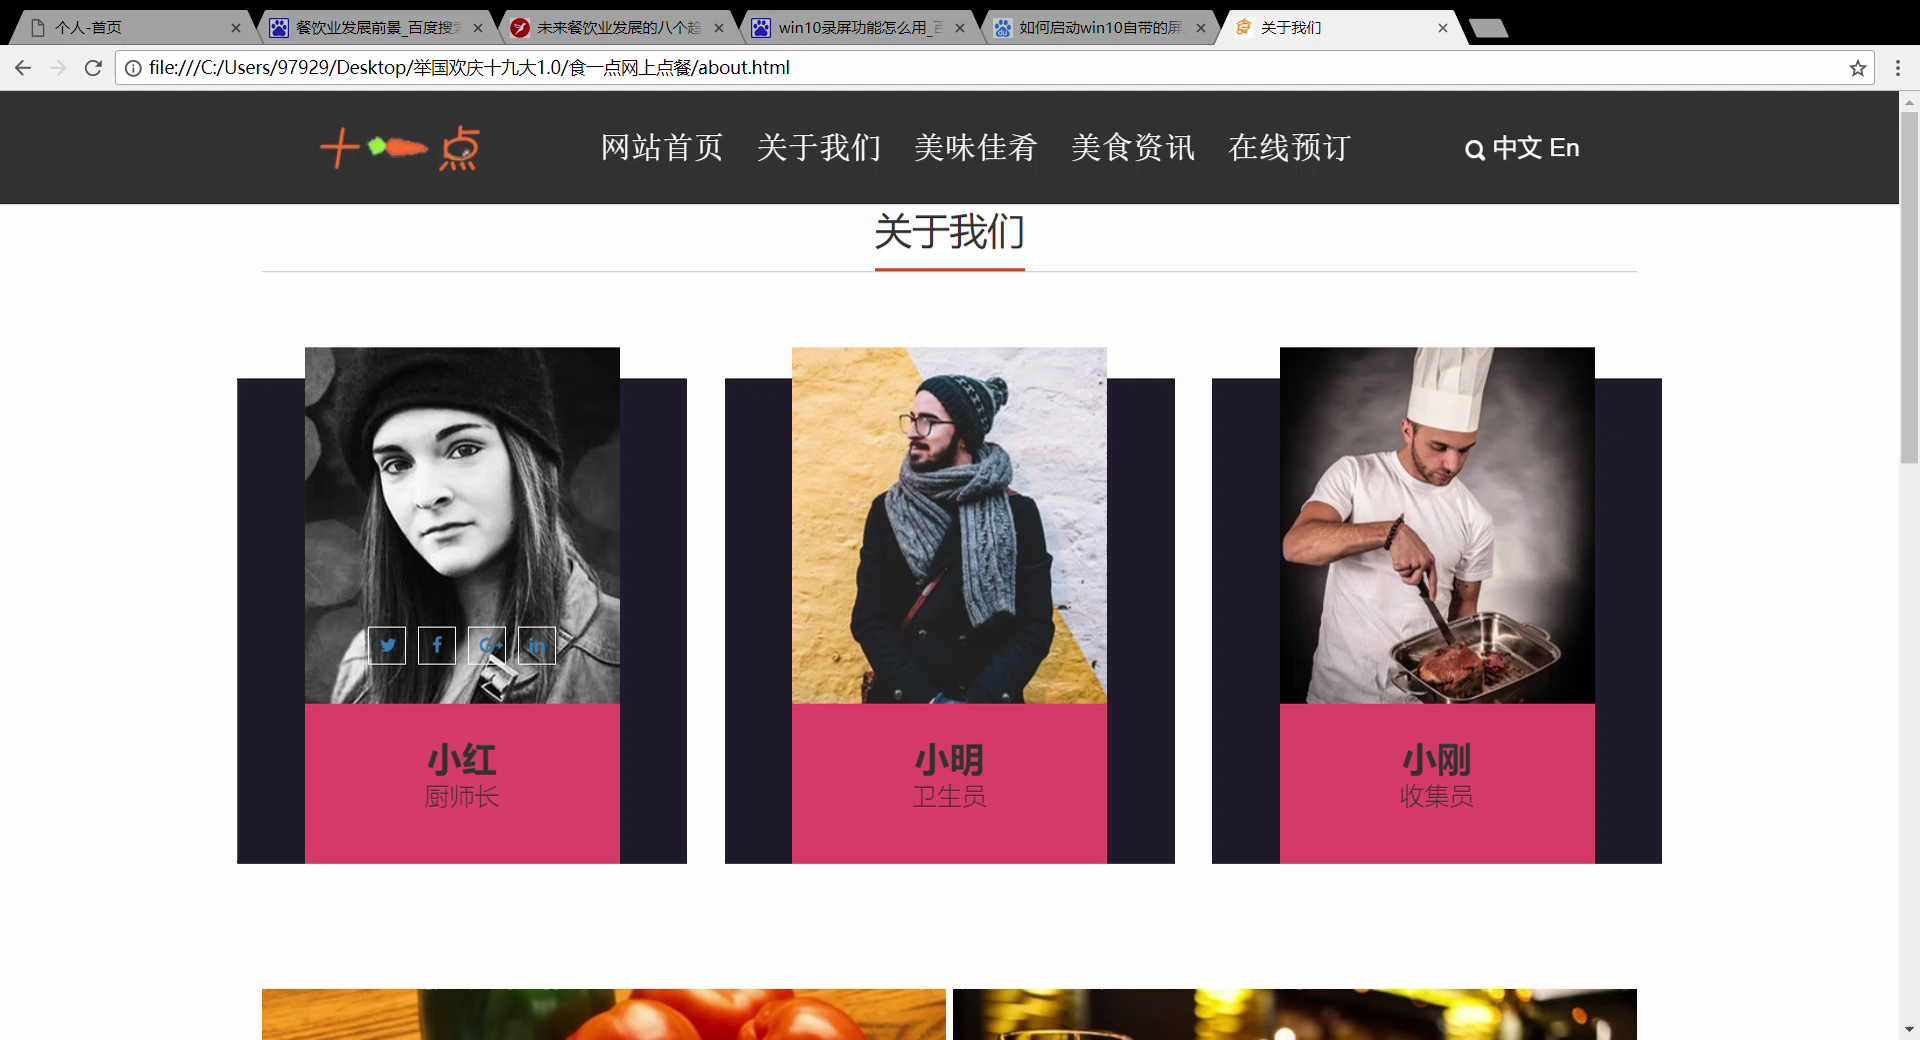 个人-首页
餐饮业发展前景_百度搜索
未来餐饮业发展的八个趋
win10录屏功能怎么用_百
如何启动win10自带的屏
关于我们
file:///C:/Users/97929/Desktop/举国欢庆十九大1.0/食一点网上点餐/about.html
十一点
网站首页 关于我们 美味佳肴 美食资讯 在线预订
中文 En
关于我们
小红
厨师长
小明
卫生员
小刚
收集员